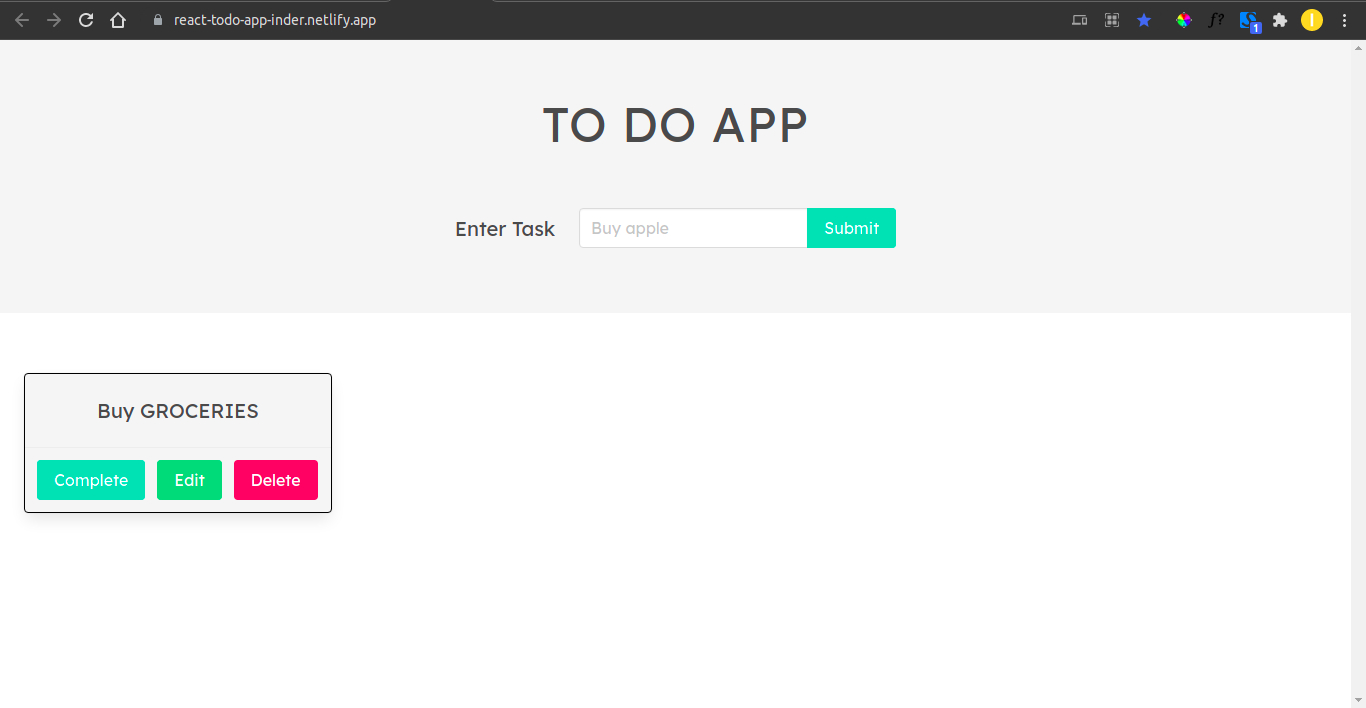 react-todo-app-inder.netlify.app
f?
1
I
TO DO APP
Enter Task Buy apple Submit
Buy GROCERIES
Complete Edit Delete